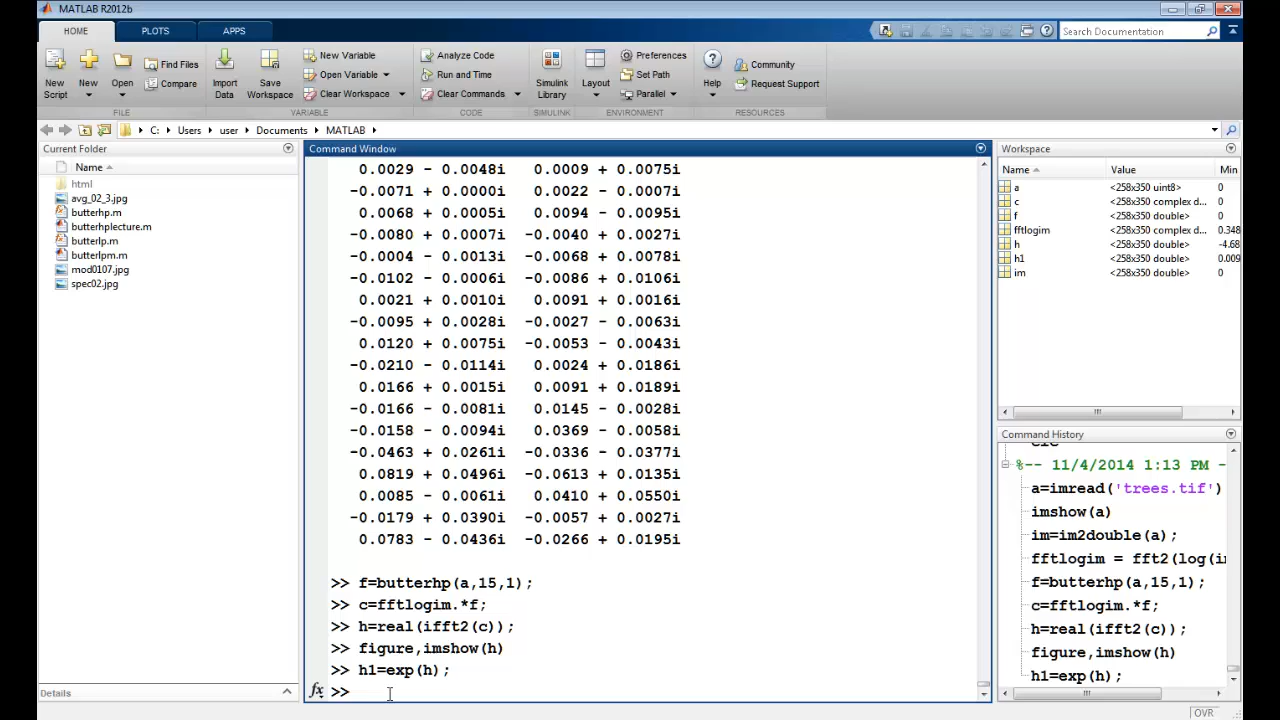 MATLAB R2012b
HOME PLOTS APPS
Search Documentation
New Script
New
Open
Find Files
Compare
Import Data
Save Workspace
New Variable
Open Variable
Clear Workspace
Analyze Code
Run and Time
Clear Commands
Simulink Library
Layout
Preferences
Set Path
Parallel
Help
Community
Request Support
FILE VARIABLE CODE SIMULINK ENVIRONMENT RESOURCES
C: Users user Documents MATLAB
Current Folder
Name
html
avg_02_3.jpg
butterhp.m
butterhplecture.m
butterlp.m
butterlpm.m
mod0107.jpg
spec02.jpg
Details
Command Window
0.0029 - 0.0048i 0.0009 + 0.0075i
-0.0071 + 0.0000i 0.0022 - 0.0007i
0.0068 + 0.0005i 0.0094 - 0.0095i
-0.0080 + 0.0007i -0.0040 + 0.0027i
-0.0004 - 0.0013i -0.0068 + 0.0078i
-0.0102 - 0.0006i -0.0086 + 0.0106i
0.0021 + 0.0010i 0.0091 + 0.0016i
-0.0095 + 0.0028i -0.0027 - 0.0063i
0.0120 + 0.0075i -0.0053 - 0.0043i
-0.0210 - 0.0114i 0.0024 + 0.0186i
0.0166 + 0.0015i 0.0091 + 0.0189i
-0.0166 - 0.0081i 0.0145 - 0.0028i
-0.0158 - 0.0094i 0.0369 - 0.0058i
-0.0463 + 0.0261i -0.0336 - 0.0377i
0.0819 + 0.0496i -0.0613 + 0.0135i
0.0085 - 0.0061i 0.0410 + 0.0550i
-0.0179 + 0.0390i -0.0057 + 0.0027i
0.0783 - 0.0436i -0.0266 + 0.0195i
>> f=butterhp(a,15,1);
>> c=fftlogim.*f;
>> h=real(ifft2(c));
>> figure,imshow(h)
>> h1=exp(h);
fx >>
Workspace
Name Value Min
a <258x350 uint8> 0
c <258x350 complex d... 0
f <258x350 double> 0
fftlogim <258x350 complex d... 0.348
h <258x350 double> -4.68
h1 <258x350 double> 0.009
im <258x350 double> 0
Command History
%-- 11/4/2014 1:13 PM -
a=imread('trees.tif')
imshow(a)
im=im2double(a);
fftlogim = fft2(log(i
f=butterhp(a,15,1);
c=fftlogim.*f;
h=real(ifft2(c));
figure,imshow(h)
h1=exp(h);
OVR